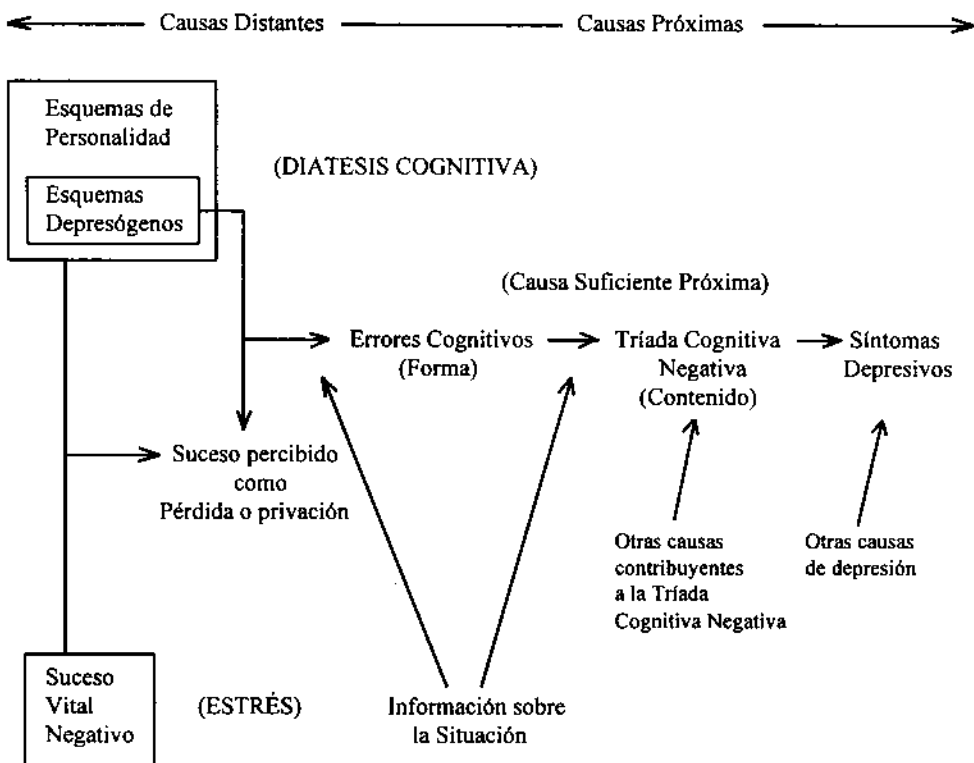 Causas Distantes
Causas Próximas
Esquemas de
Personalidad
(DIATESIS COGNITIVA)
Esquemas
Depresógenos
(Causa Suficiente Próxima)
Errores Cognitivos
(Forma)
Tríada Cognitiva
Negativa
(Contenido)
Síntomas
Depresivos
Suceso percibido
como
Pérdida o privación
Otras causas
contribuyentes
a la Tríada
Cognitiva Negativa
Otras causas
de depresión
Suceso
Vital
Negativo
(ESTRÉS)
Información sobre
la Situación